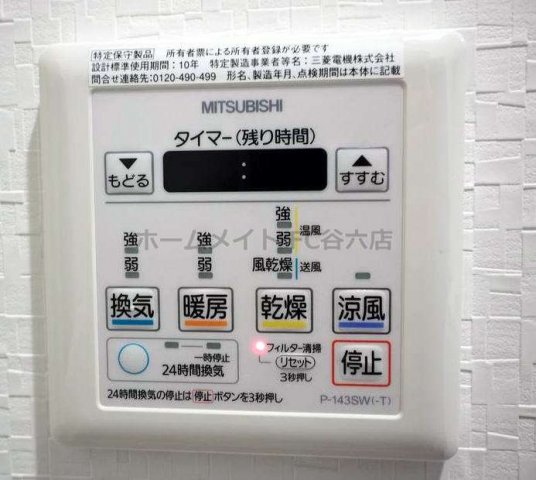 特定保守製品 所有者票による所有者登録が必要です
設計標準使用期間：10年 特定製造事業者等名：三菱電機株式会社
問合せ連絡先：0120-490-499 形名、製造年月、点検期間は本体に記載
MITSUBISHI
タイマー(残り時間)
▼
もどる
:
▲
すすむ
強
温風
強 強 弱
弱 弱 風乾燥 送風
ホームメイト 谷六店
換気 暖房 乾燥 涼風
一時停止
24時間換気
フィルター清掃
リセット
3秒押し
停止
24時間換気の停止は 停止 ボタンを3秒押し
P-143SW(-T)